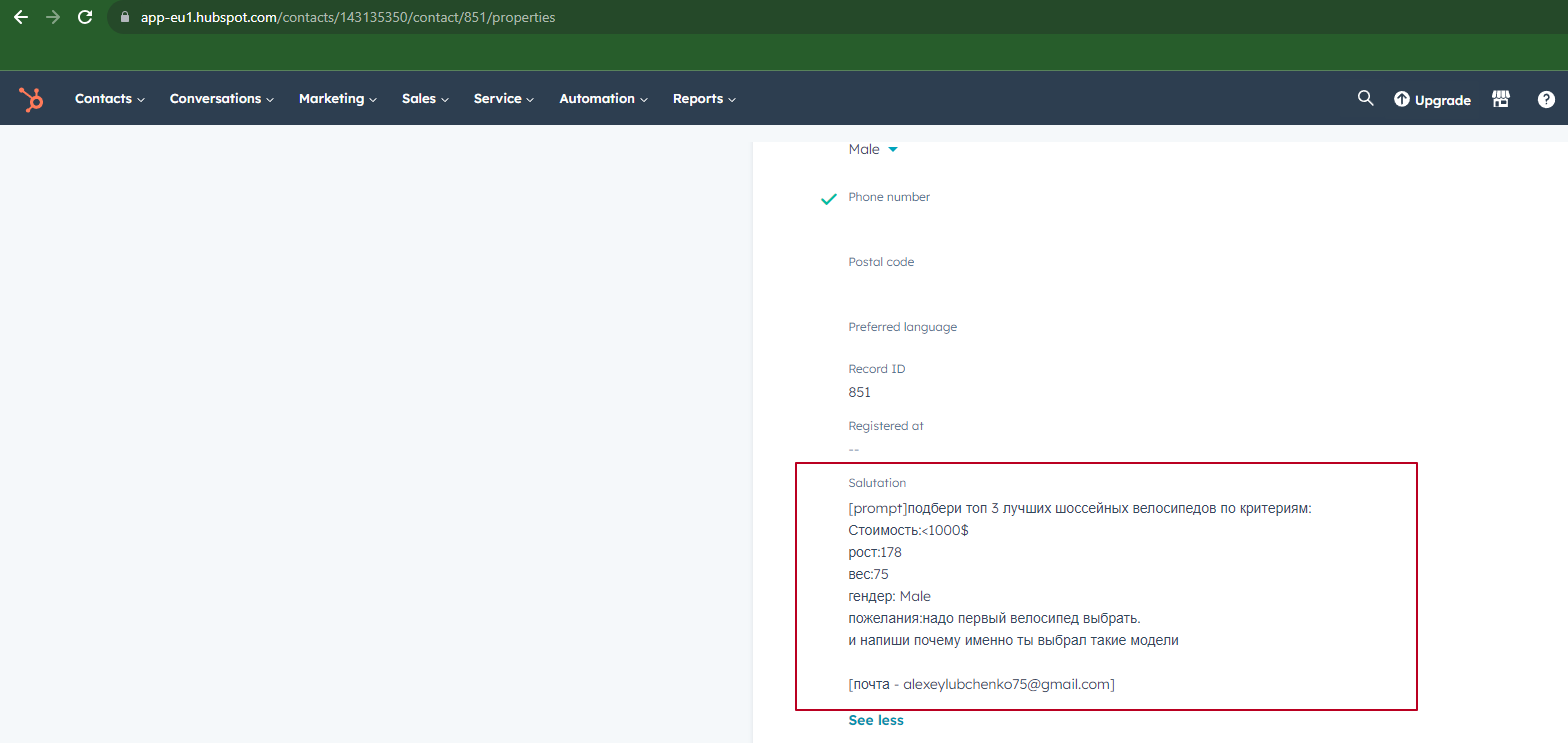 app-eu1.hubspot.com/contacts/143135350/contact/851/properties
Contacts Conversations Marketing Sales Service Automation Reports Upgrade
Male
Phone number
Postal code
Preferred language
Record ID
851
Registered at
--
Salutation
[prompt]подбери топ 3 лучших шоссейных велосипедов по критериям:
Стоимость:<1000$
рост:178
вес:75
гендер: Male
пожелания:надо первый велосипед выбрать.
и напиши почему именно ты выбрал такие модели
[почта - alexeylubchenko75@gmail.com]
See less